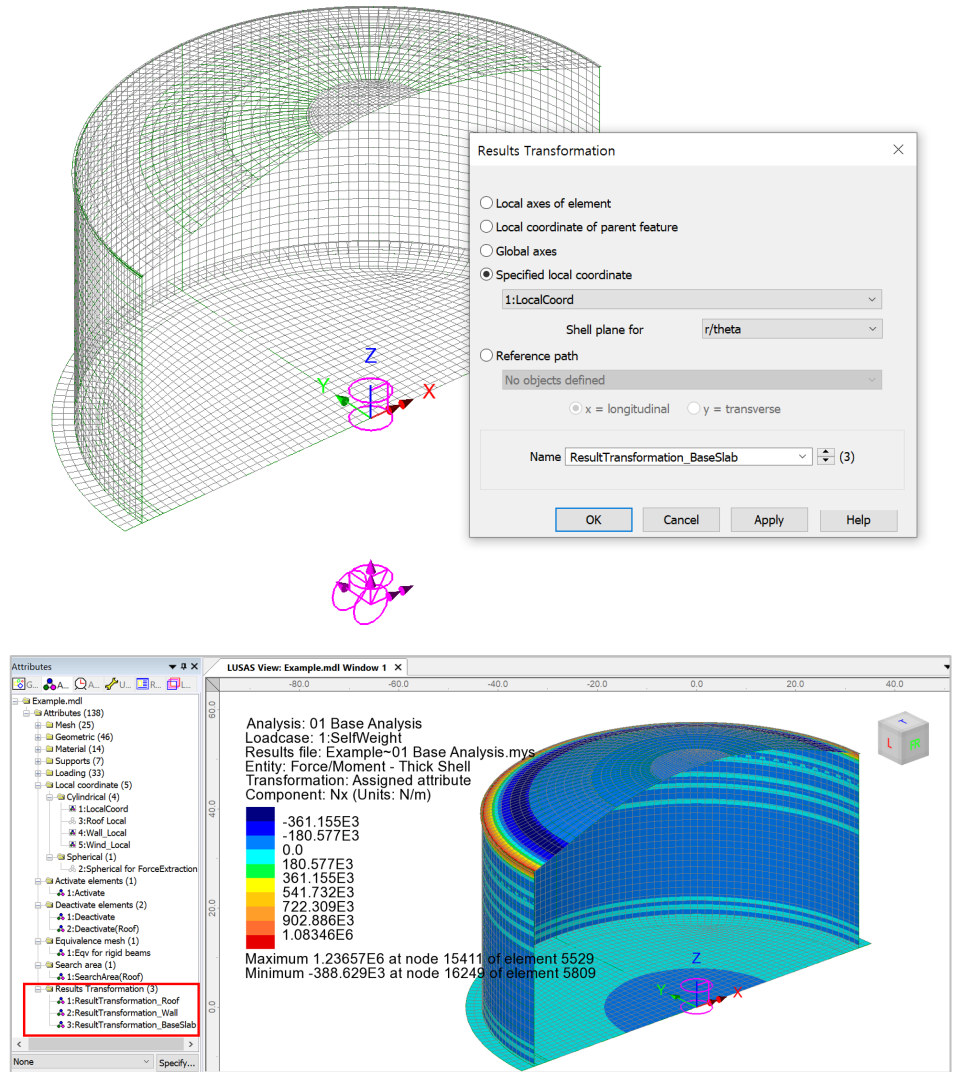 Results Transformation
Local axes of element
Local coordinate of parent feature
Global axes
Specified local coordinate
1:LocalCoord
Shell plane for r/theta
Reference path
No objects defined
x = longitudinal y = transverse
Name ResultTransformation_BaseSlab (3)
OK Cancel Apply Help
Z
Y
X
Attributes
G... A... A... U... R... L...
Example.mdl
Attributes (138)
Mesh (25)
Geometric (46)
Material (14)
Supports (7)
Loading (33)
Local coordinate (5)
Cylindrical (4)
1:LocalCoord
3:Roof Local
4:Wall_Local
5:Wind_Local
Spherical (1)
2:Spherical for ForceExtraction
Activate elements (1)
1:Activate
Deactivate elements (2)
1:Deactivate
2:Deactivate(Roof)
Equivalence mesh (1)
1:Eqv for rigid beams
Search area (1)
1:SearchArea(Roof)
Results Transformation (3)
1:ResultTransformation_Roof
2:ResultTransformation_Wall
3:ResultTransformation_BaseSlab
None Specify...
LUSAS View: Example.mdl Window 1 X
-80.0 -60.0 -40.0 -20.0 0.0 20.0 40.0
60.0
40.0
20.0
0.0
Analysis: 01 Base Analysis
Loadcase: 1:SelfWeight
Results file: Example~01 Base Analysis.mys
Entity: Force/Moment - Thick Shell
Transformation: Assigned attribute
Component: Nx (Units: N/m)
-361.155E3
-180.577E3
0.0
180.577E3
361.155E3
541.732E3
722.309E3
902.886E3
1.08346E6
Maximum 1.23657E6 at node 15411 of element 5529
Minimum -388.629E3 at node 16249 of element 5809
Z
Y
X
L